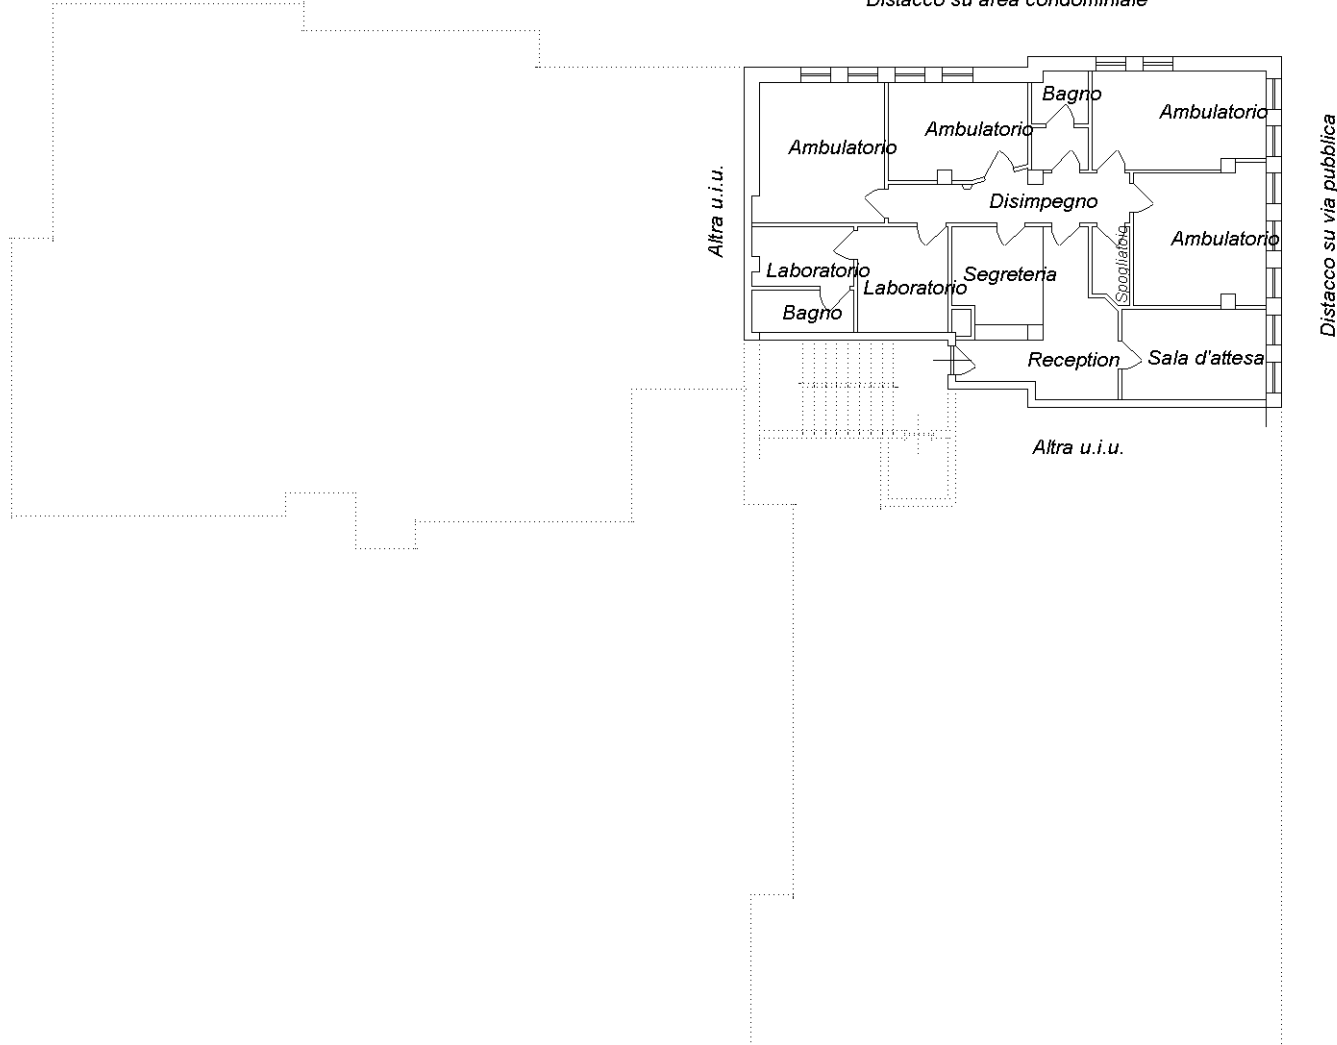 Distacco su area condominiale
Bagno
Ambulatorio
Ambulatorio
Ambulatorio
Distacco su via pubblica
Altra u.i.u.
Disimpegno
Ambulatorio
Spogliatoio
Laboratorio
Segreteria
Laboratorio
Bagno
Reception
Sala d'attesa
Altra u.i.u.